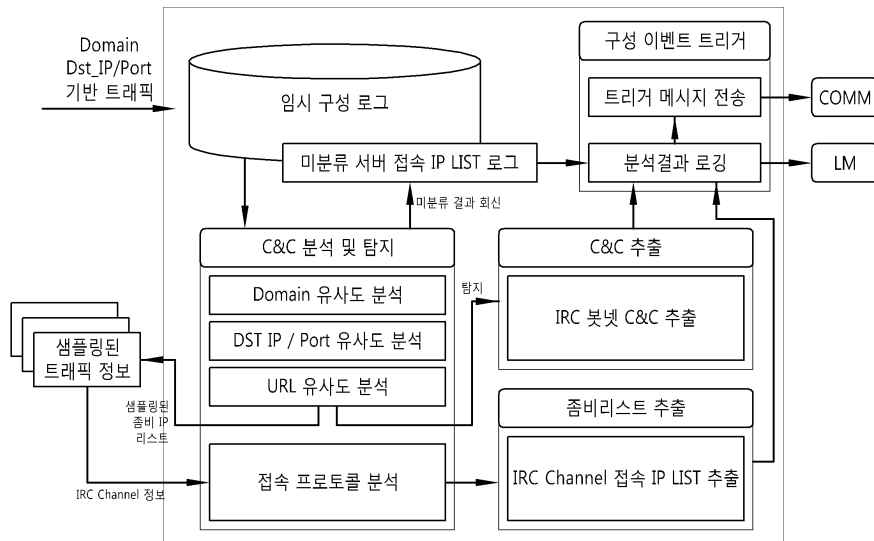 Domain
Dst_IP/Port
기반 트래픽
임시 구성 로그
미분류 서버 접속 IP LIST 로그
구성 이벤트 트리거
트리거 메시지 전송
분석결과 로깅
COMM
LM
미분류 결과 회신
C&C 분석 및 탐지
Domain 유사도 분석
DST IP / Port 유사도 분석
URL 유사도 분석
접속 프로토콜 분석
탐지
C&C 추출
IRC 봇넷 C&C 추출
샘플링된
트래픽 정보
샘플링된
좀비 IP
리스트
IRC Channel 정보
좀비리스트 추출
IRC Channel 접속 IP LIST 추출